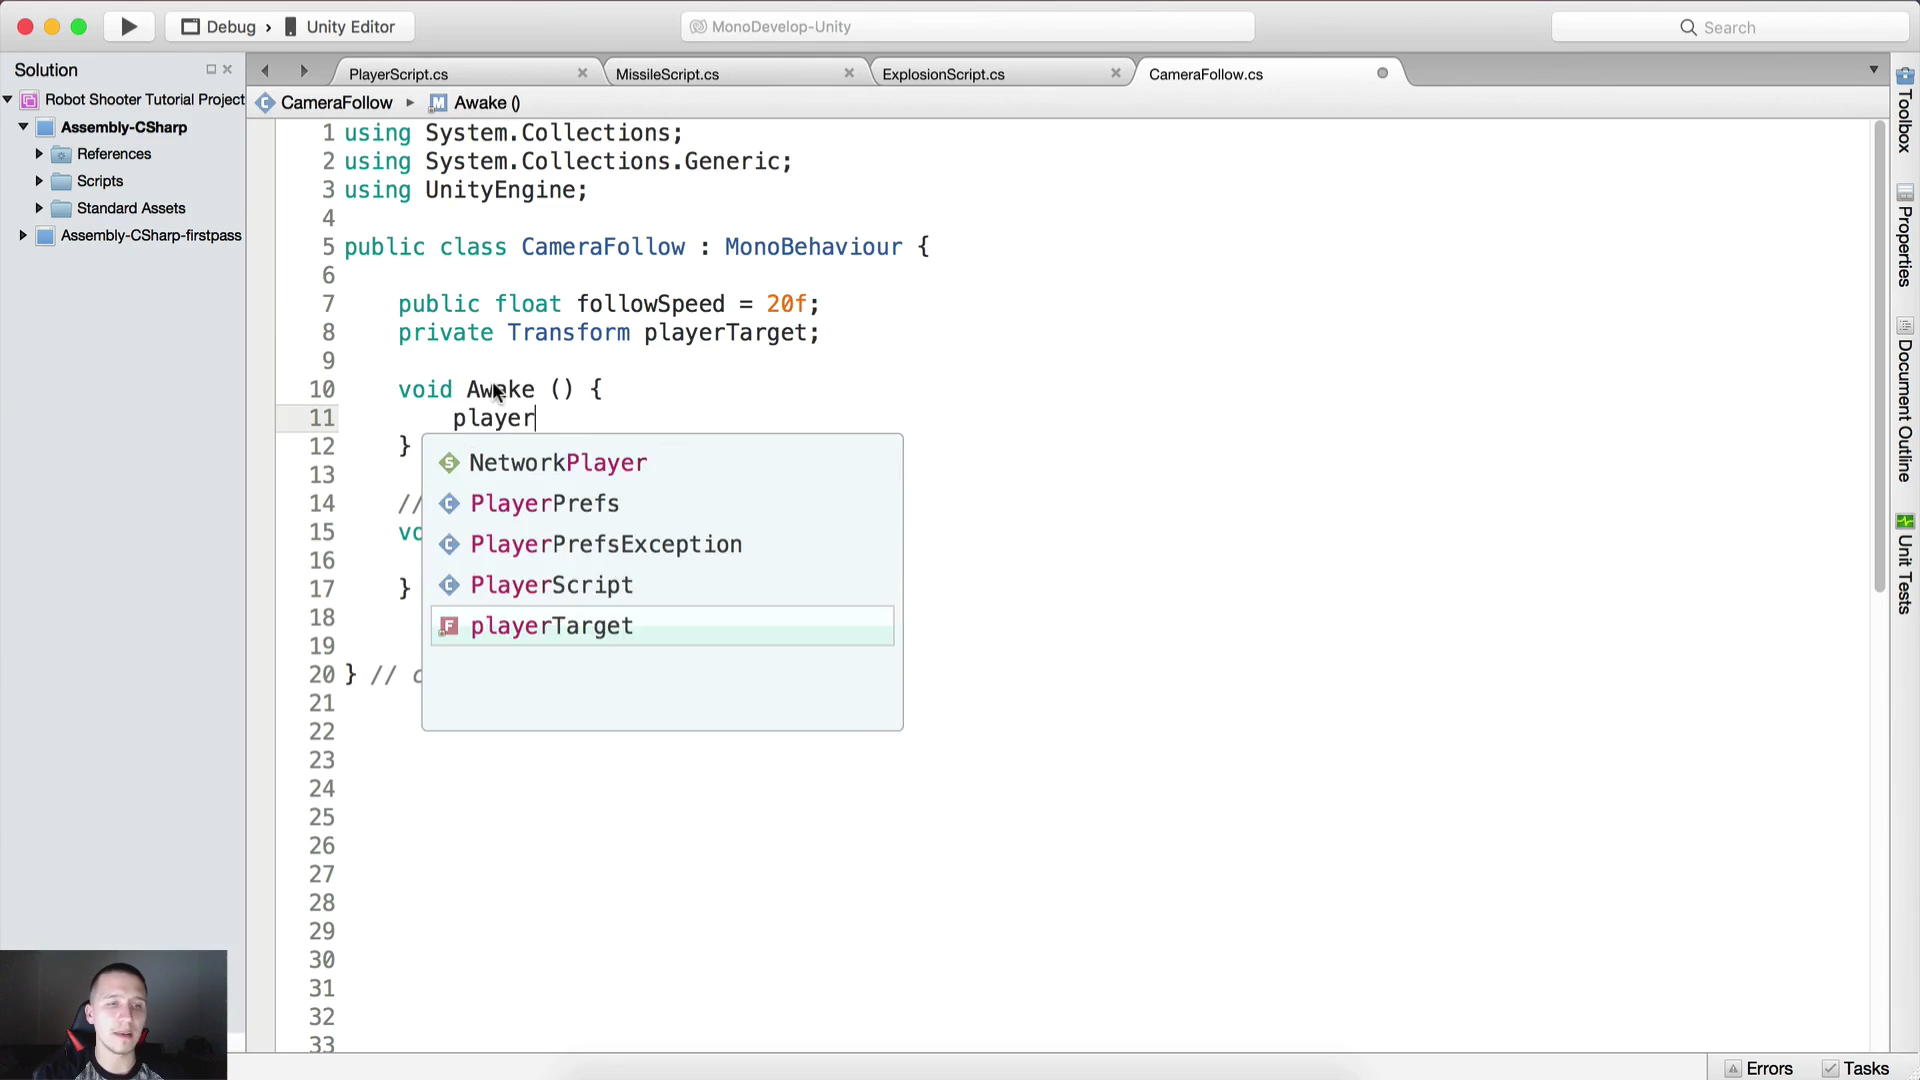 Debug › Unity Editor
MonoDevelop-Unity
Search
Solution
PlayerScript.cs
MissileScript.cs
ExplosionScript.cs
CameraFollow.cs
Robot Shooter Tutorial Project
Assembly-CSharp
References
Scripts
Standard Assets
Assembly-CSharp-firstpass
CameraFollow ▸ M Awake ()
1 using System.Collections;
2 using System.Collections.Generic;
3 using UnityEngine;
4
5 public class CameraFollow : MonoBehaviour {
6
7 public float followSpeed = 20f;
8 private Transform playerTarget;
9
10 void Awake () {
11 player
12 }
13
14 //
15 vo
16
17 }
18
19
20 } // c
21
22
23
24
25
26
27
28
29
30
31
32
33
S NetworkPlayer
C PlayerPrefs
C PlayerPrefsException
C PlayerScript
F playerTarget
Toolbox
Properties
Document Outline
Unit Tests
Errors
Tasks